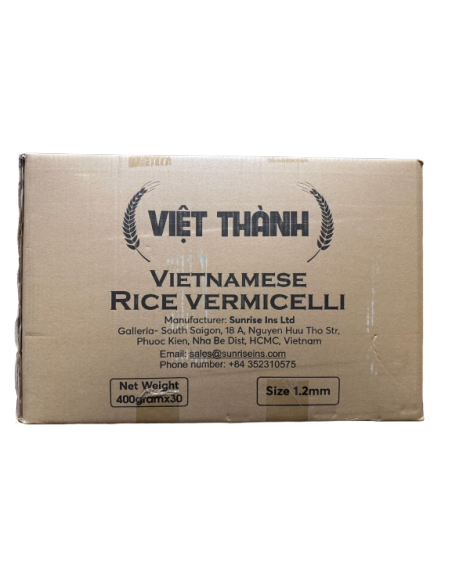 VIỆT THÀNH
VIETNAMESE
RICE VERMICELLI
Manufacturer: Sunrise Ins Ltd
Galleria- South Saigon, 18 A, Nguyen Huu Tho Str,
Phuoc Kien, Nha Be Dist, HCMC, Vietnam
Email: sales@sunriseins.com
Phone number: +84 352310575
Net Weight
400gramx30
Size 1.2mm